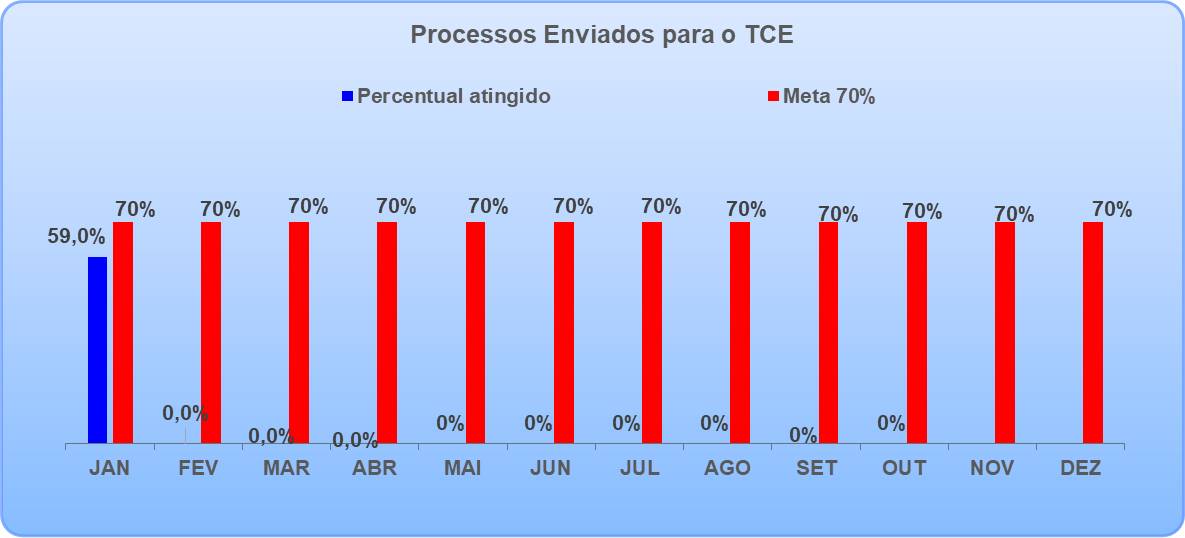 Processos Enviados para o TCE
Percentual atingido Meta 70%
70% 70% 70% 70% 70% 70% 70% 70% 70% 70% 70% 70%
59,0%
0,0% 0,0% 0,0% 0% 0% 0% 0% 0% 0%
JAN FEV MAR ABR MAI JUN JUL AGO SET OUT NOV DEZ